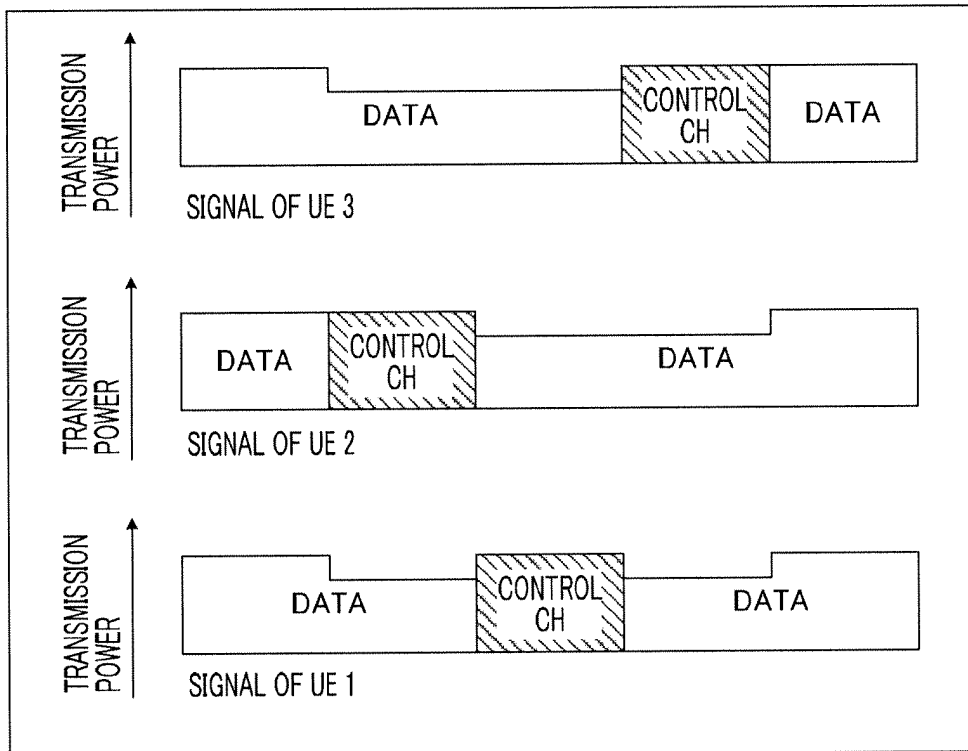 TRANSMISSION
POWER
DATA
CONTROL
CH
DATA
SIGNAL OF UE 3
TRANSMISSION
POWER
DATA
CONTROL
CH
DATA
SIGNAL OF UE 2
TRANSMISSION
POWER
DATA
CONTROL
CH
DATA
SIGNAL OF UE 1